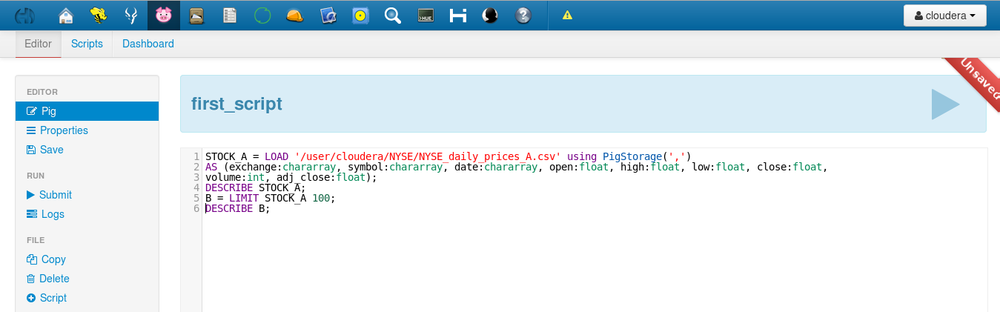 >HUE
cloudera
Editor
Scripts
Dashboard
Unsaved
EDITOR
Pig
Properties
Save
RUN
Submit
Logs
FILE
Copy
Delete
Script
first_script
1 STOCK_A = LOAD '/user/cloudera/NYSE/NYSE_daily_prices_A.csv' using PigStorage(',')
2 AS (exchange:chararray, symbol:chararray, date:chararray, open:float, high:float, low:float, close:float,
3 volume:int, adj_close:float);
4 DESCRIBE STOCK_A;
5 B = LIMIT STOCK_A 100;
6 DESCRIBE B;